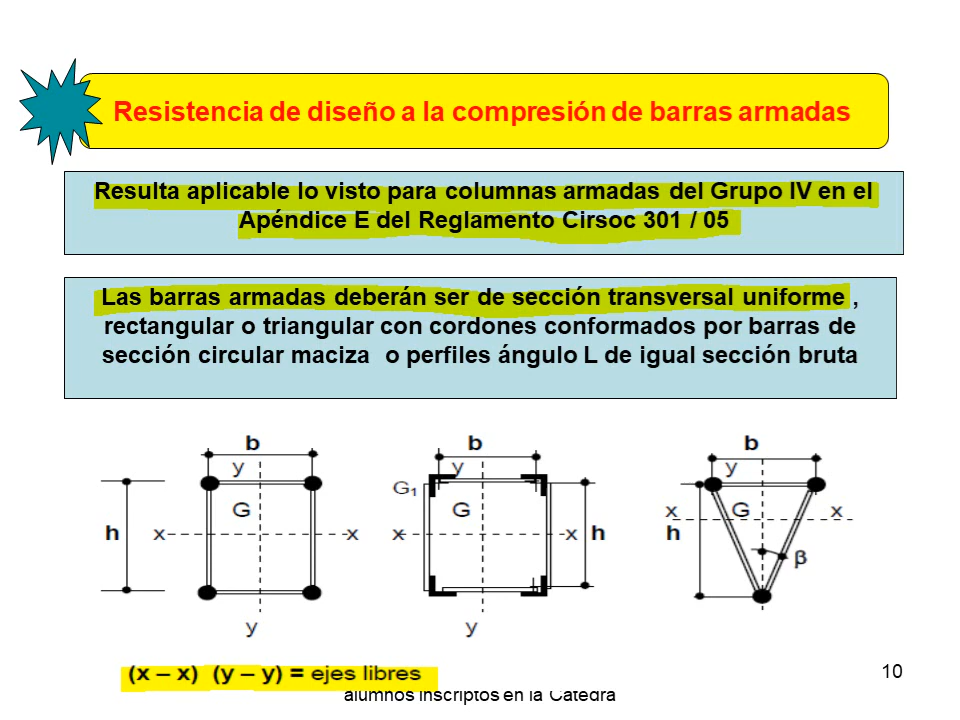 Resistencia de diseño a la compresión de barras armadas
Resulta aplicable lo visto para columnas armadas del Grupo IV en el
Apéndice E del Reglamento Cirsoc 301 / 05
Las barras armadas deberán ser de sección transversal uniforme ,
rectangular o triangular con cordones conformados por barras de
sección circular maciza o perfiles ángulo L de igual sección bruta
b
y
G
h
x
x
y
b
y
G₁
G
x
x
h
y
b
y
x
G
x
h
β
(x – x) (y – y) = ejes libres
10
alumnos inscriptos en la Cátedra